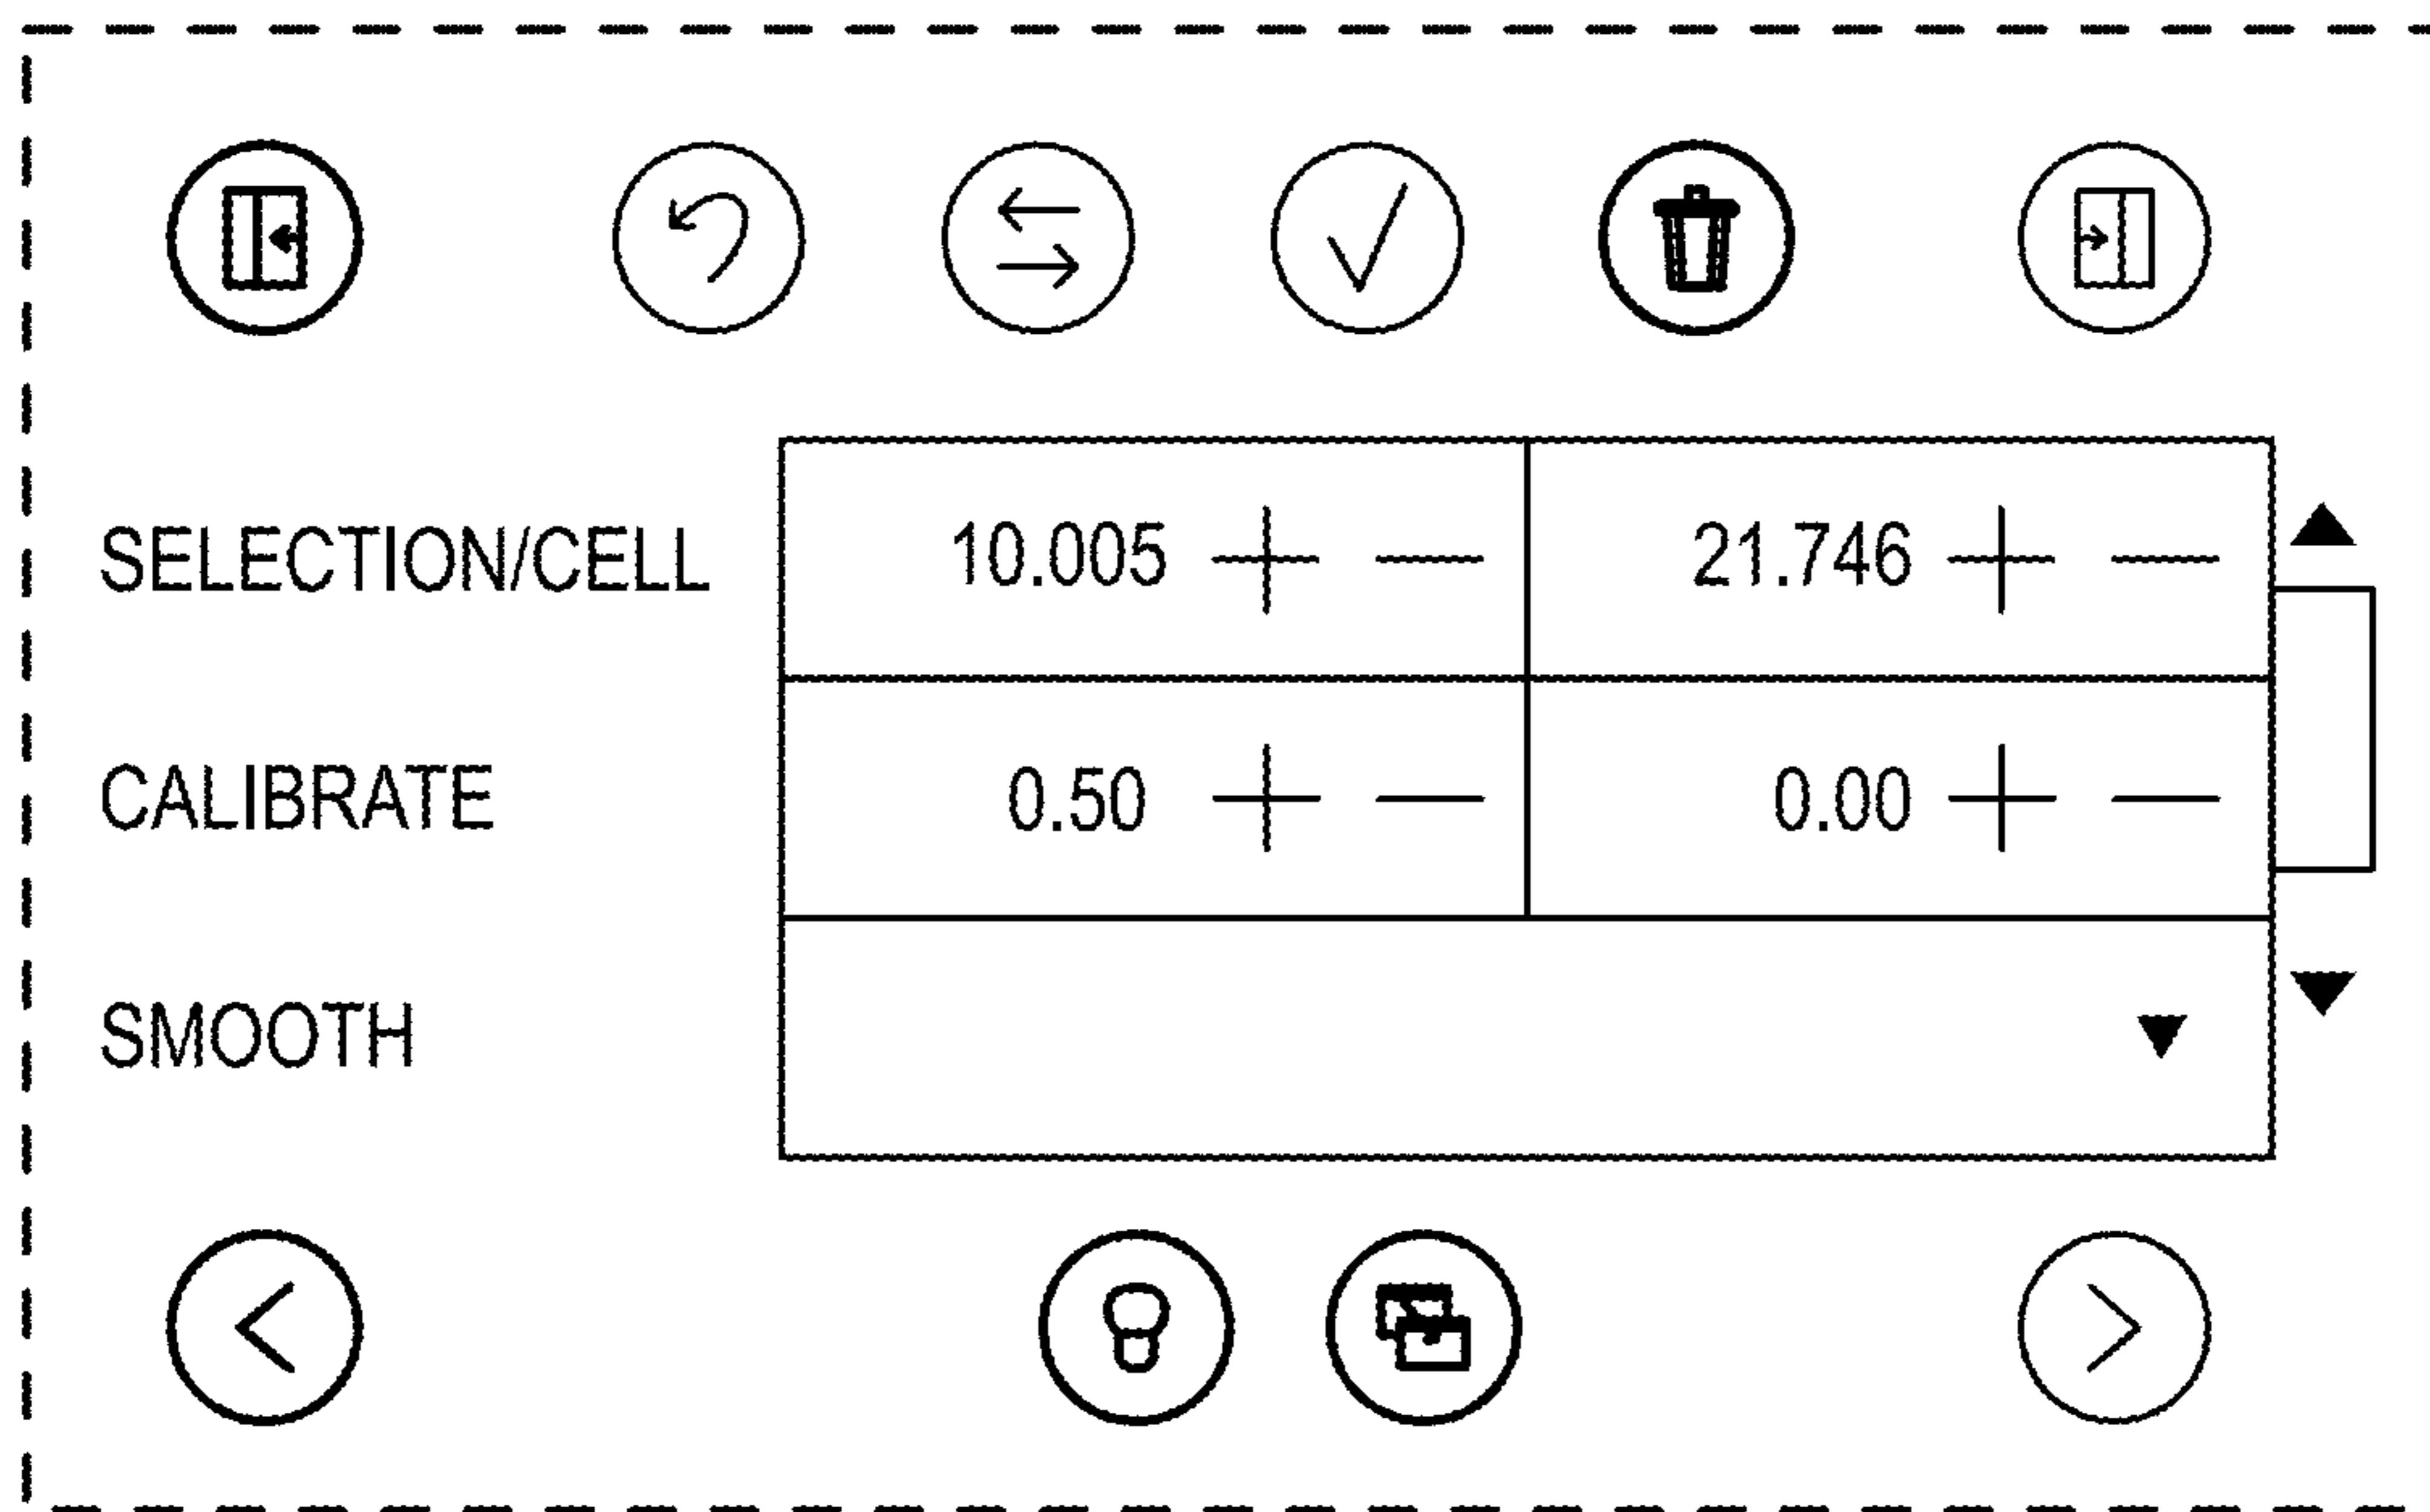 SELECTION/CELL 10.005 + — 21.746 + —
CALIBRATE 0.50 + — 0.00 + —
SMOOTH